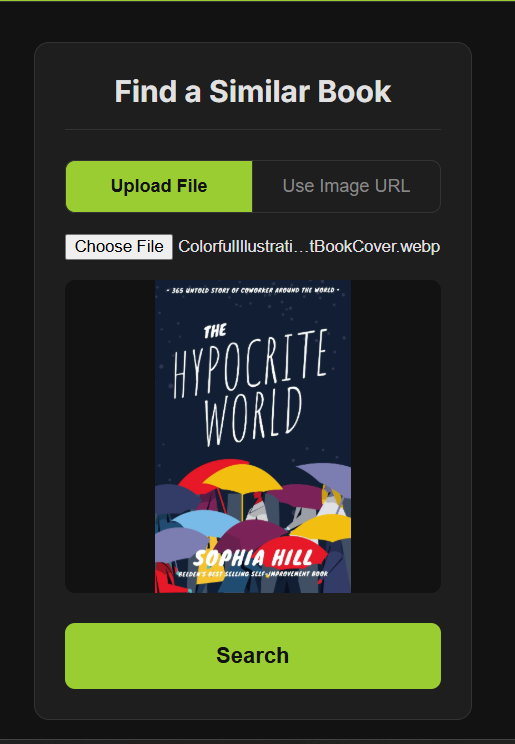 Find a Similar Book
Upload File
Use Image URL
Choose File ColorfulIllustrati...tBookCover.webp
- 365 UNTOLD STORY OF COWORKER AROUND THE WORLD -
THE
HYPOCRITE
WORLD
SOPHIA HILL
REEDEN'S BEST SELLING SELF-IMPROVEMENT BOOK
Search